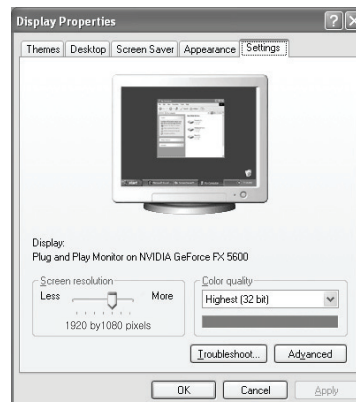 Display Properties
Themes Desktop Screen Saver Appearance Settings
Display:
Plug and Play Monitor on NVIDIA GeForce FX 5600
Screen resolution
Less More
1920 by1080 pixels
Color quality
Highest (32 bit)
Troubleshoot... Advanced
OK Cancel Apply